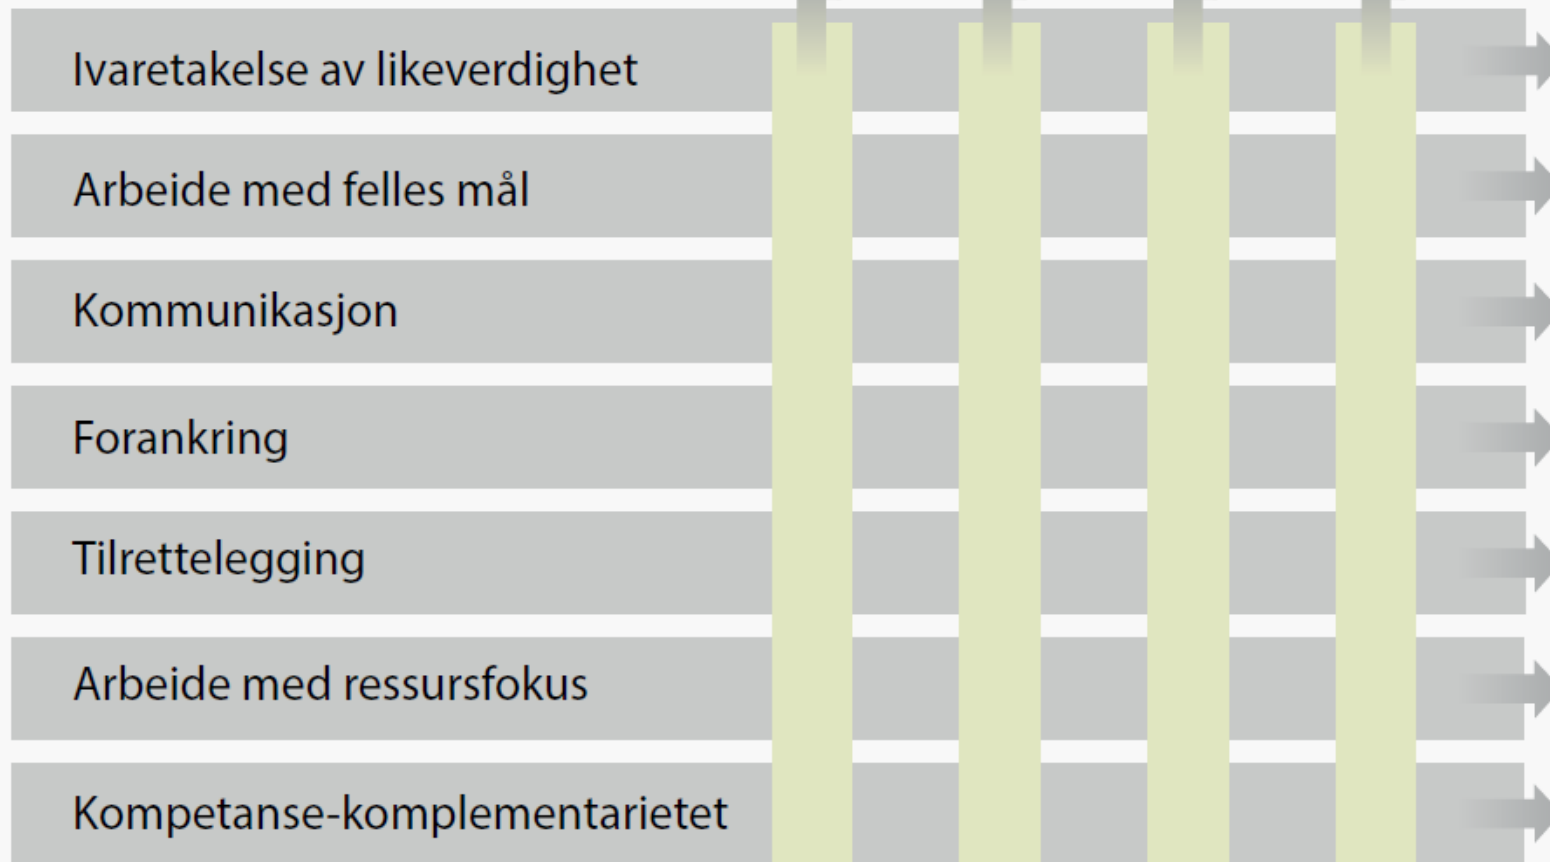 Ivaretakelse av likeverdighet
Arbeide med felles mål
Kommunikasjon
Forankring
Tilrettelegging
Arbeide med ressursfokus
Kompetanse-komplementarietet